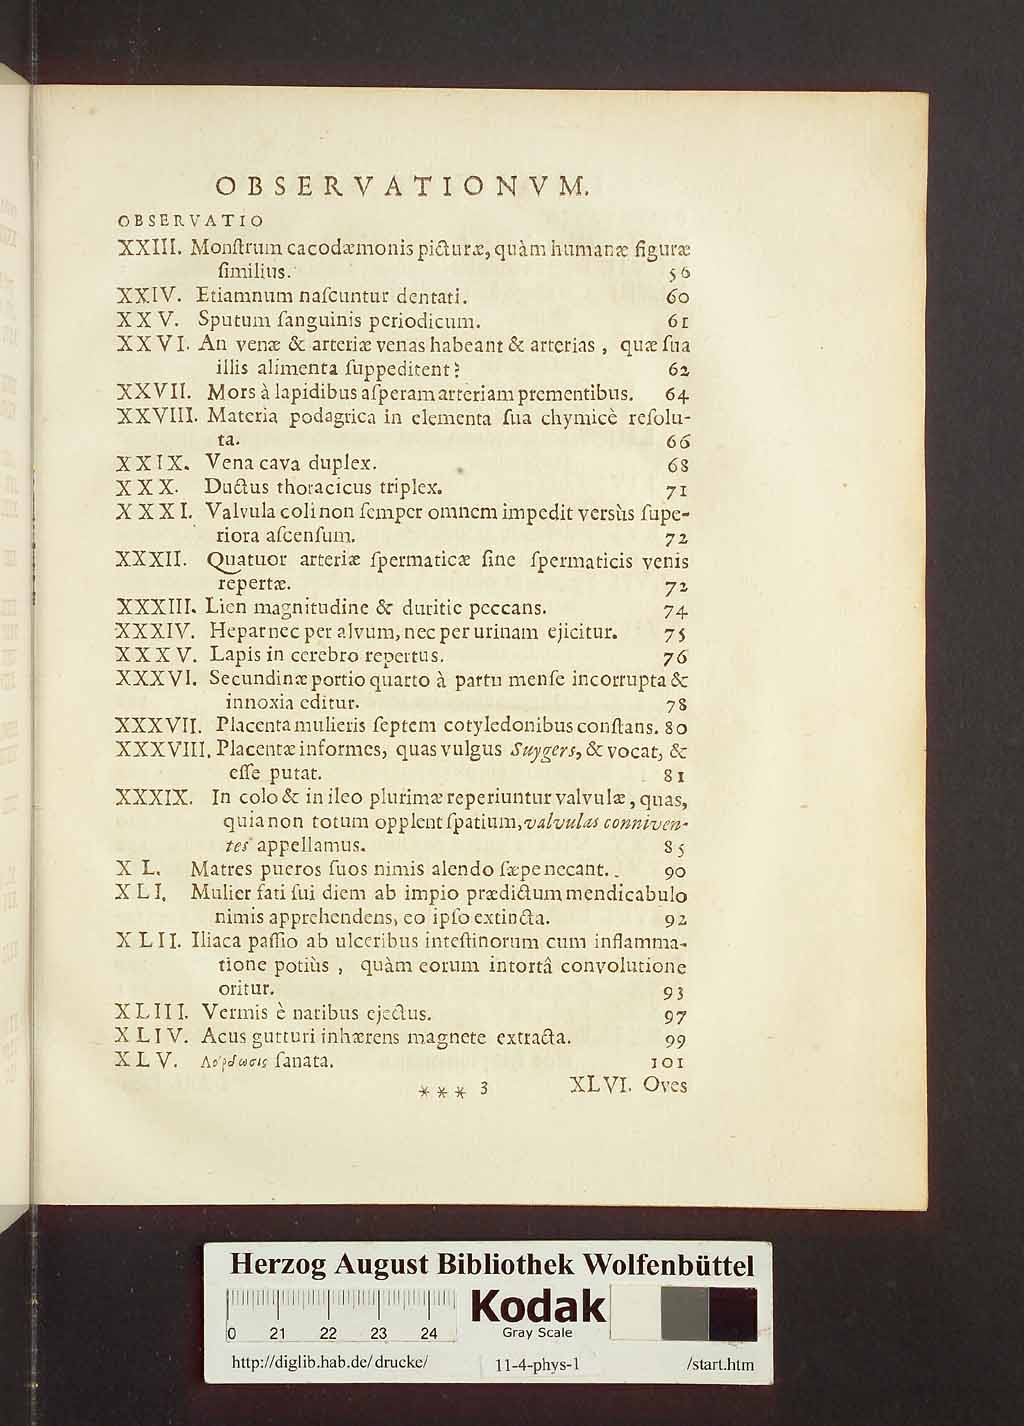 OBSERVATIONVM.
OBSERVATIO
XXIII. Monſtrum cacodæmonis picturæ, quàm humanæ figuræ
ſimilius. 56
XXIV. Etiamnum naſcuntur dentati. 60
XXV. Sputum ſanguinis periodicum. 61
XXVI. An venæ & arteriæ venas habeant & arterias, quæ ſua
illis alimenta ſuppeditent? 62
XXVII. Mors à lapidibus aſperam arteriam prementibus. 64
XXVIII. Materia podagrica in elementa ſua chymicè reſolu-
ta. 66
XXIX. Vena cava duplex. 68
XXX. Ductus thoracicus triplex. 71
XXXI. Valvula coli non ſemper omnem impedit versùs ſupe-
riora aſcenſum. 72
XXXII. Quatuor arteriæ ſpermaticæ ſine ſpermaticis venis
repertæ. 72
XXXIII. Lien magnitudine & duritie peccans. 74
XXXIV. Hepar nec per alvum, nec per urinam ejicitur. 75
XXXV. Lapis in cerebro repertus. 76
XXXVI. Secundinæ portio quarto à partu menſe incorrupta &
innoxia editur. 78
XXXVII. Placenta mulieris ſeptem cotyledonibus conſtans. 80
XXXVIII. Placentæ informes, quas vulgus Suygers, & vocat, &
eſſe putat. 81
XXXIX. In colo & in ileo plurimæ reperiuntur valvulæ, quas,
quia non totum opplent ſpatium, valvulas conniven-
tes appellamus. 85
XL. Matres pueros ſuos nimis alendo ſæpe necant. 90
XLI. Mulier fati ſui diem ab impio prædictum mendicabulo
nimis apprehendens, eo ipſo extincta. 92
XLII. Iliaca paſſio ab ulceribus inteſtinorum cum inflamma-
tione potiùs, quàm eorum intortâ convolutione
oritur. 93
XLIII. Vermis è naribus ejectus. 97
XLIV. Acus gutturi inhærens magnete extracta. 99
XLV. Λόρδωσις ſanata. 101
*** 3 XLVI. Oves
Herzog August Bibliothek Wolfenbüttel
Kodak
Gray Scale
0 21 22 23 24
http://diglib.hab.de/drucke/ 11-4-phys-1 /start.htm